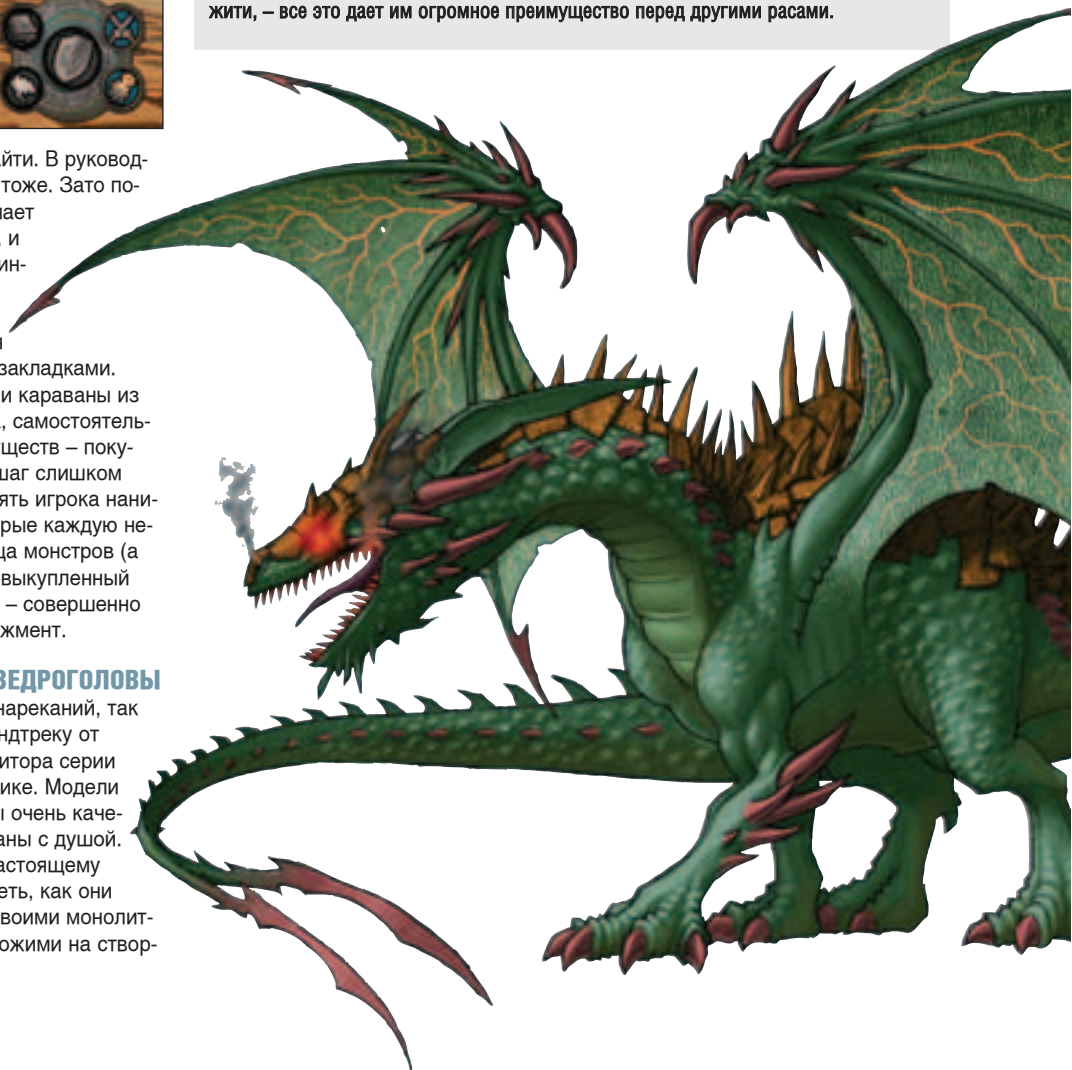 жити, – все это дает им огромное преимущество перед другими расами.
йти. В руковод-
тоже. Зато по-
ает
и
ин-
я
закладками.
и караваны из
, самостоятель-
ществ – поку-
шаг слишком
ять игрока нани-
рые каждую не-
ца монстров (а
выкупленный
– совершенно
жмент.
ВЕДРОГОЛОВЫ
нареканий, так
ндтреку от
итора серии
ике. Модели
ы очень каче-
аны с душой.
астоящему
еть, как они
воими монолит-
ожими на створ-